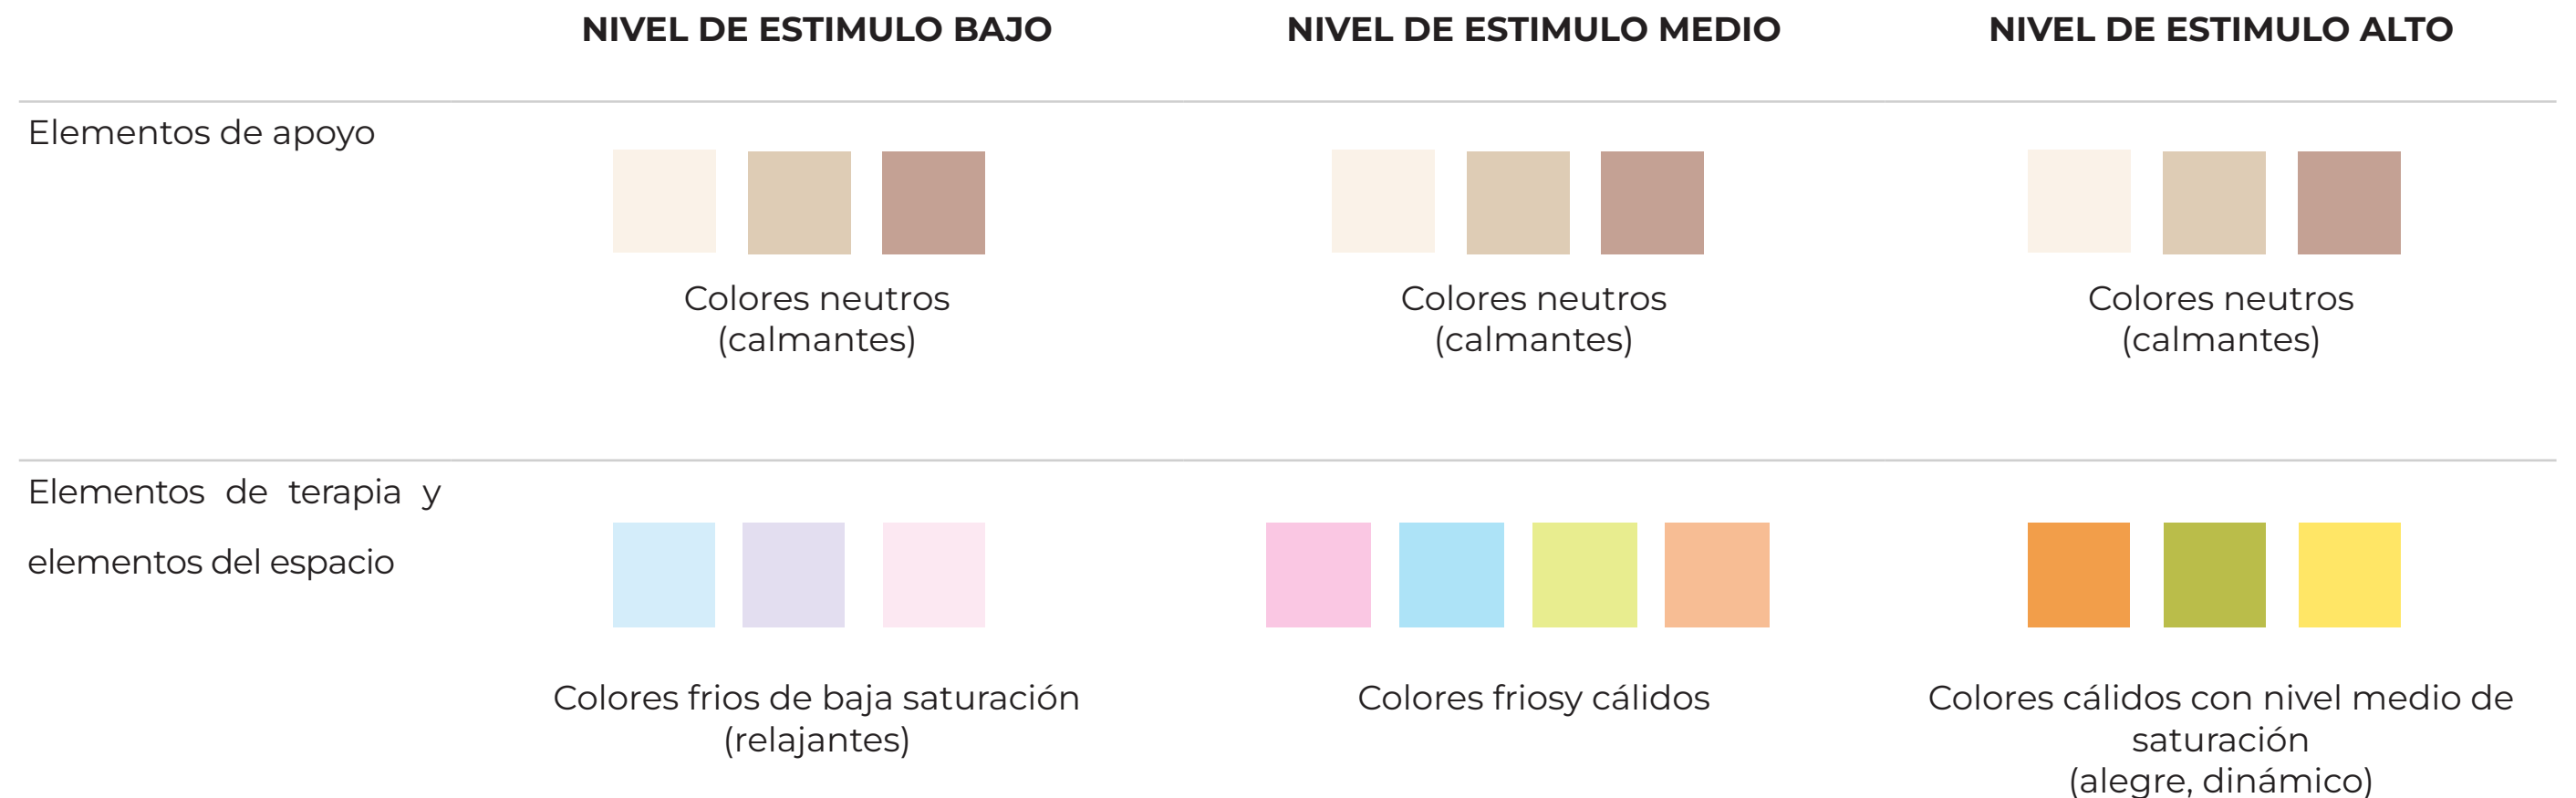 NIVEL DE ESTIMULO BAJO
NIVEL DE ESTIMULO MEDIO
NIVEL DE ESTIMULO ALTO
Elementos de apoyo
Colores neutros
(calmantes)
Colores neutros
(calmantes)
Colores neutros
(calmantes)
Elementos de terapia y
elementos del espacio
Colores frios de baja saturación
(relajantes)
Colores friosy cálidos
Colores cálidos con nivel medio de
saturación
(alegre, dinámico)